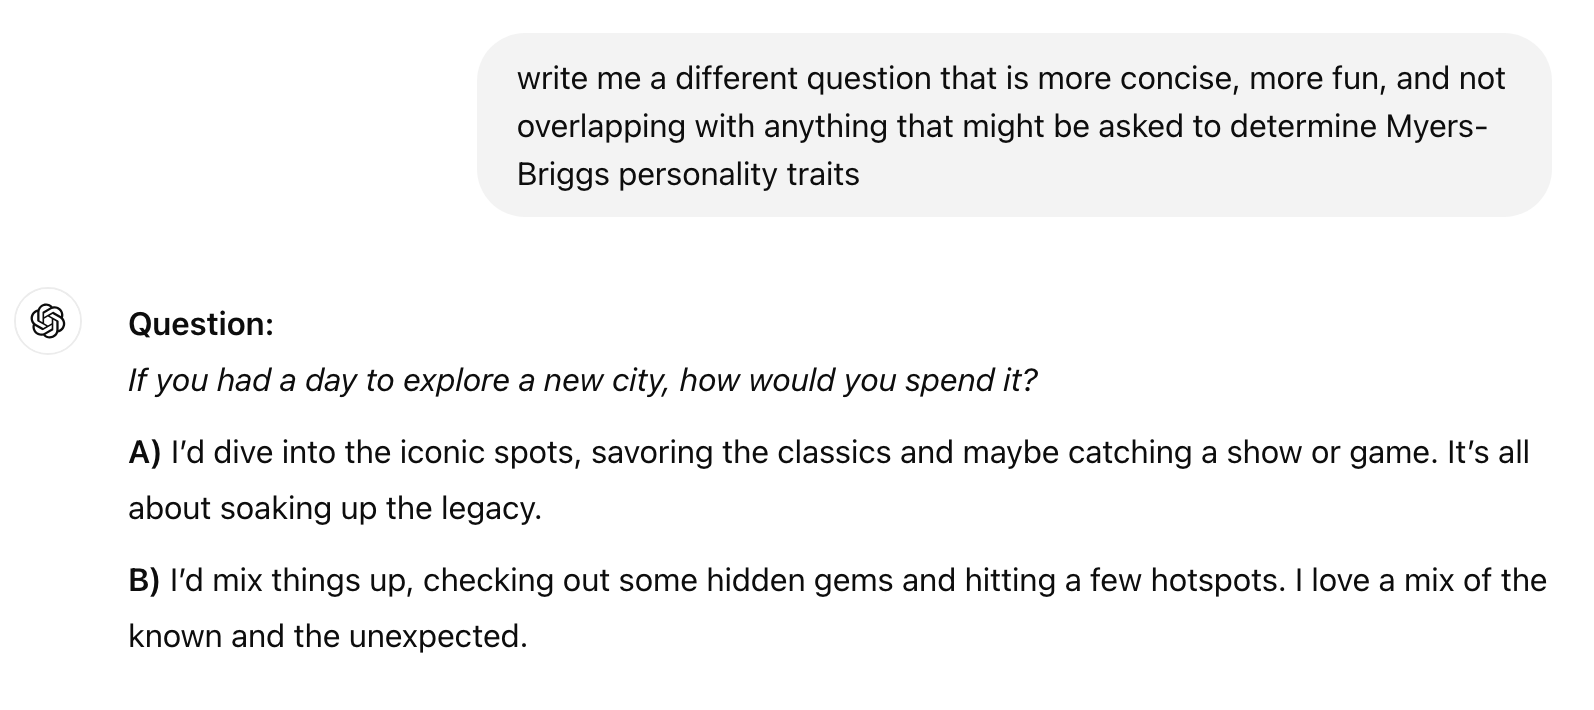 write me a different question that is more concise, more fun, and not
overlapping with anything that might be asked to determine Myers-
Briggs personality traits
Question:
If you had a day to explore a new city, how would you spend it?
A) I’d dive into the iconic spots, savoring the classics and maybe catching a show or game. It’s all
about soaking up the legacy.
B) I’d mix things up, checking out some hidden gems and hitting a few hotspots. I love a mix of the
known and the unexpected.